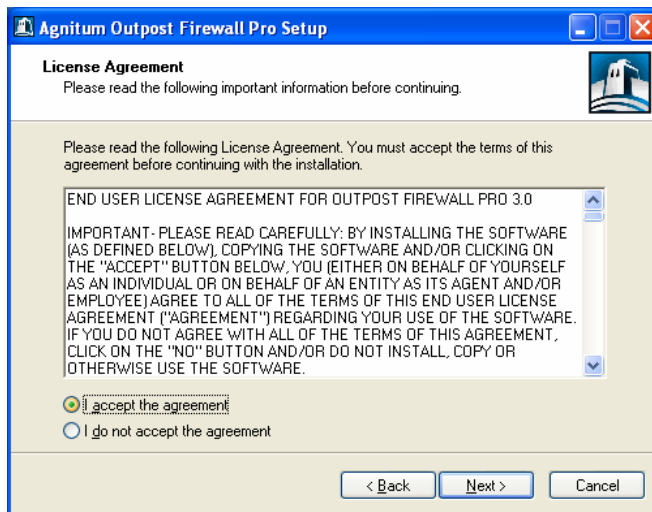 Agnitum Outpost Firewall Pro Setup
License Agreement
Please read the following important information before continuing.
Please read the following License Agreement. You must accept the terms of this
agreement before continuing with the installation.
END USER LICENSE AGREEMENT FOR OUTPOST FIREWALL PRO 3.0
IMPORTANT- PLEASE READ CAREFULLY: BY INSTALLING THE SOFTWARE
(AS DEFINED BELOW), COPYING THE SOFTWARE AND/OR CLICKING ON
THE "ACCEPT" BUTTON BELOW, YOU (EITHER ON BEHALF OF YOURSELF
AS AN INDIVIDUAL OR ON BEHALF OF AN ENTITY AS ITS AGENT AND/OR
EMPLOYEE) AGREE TO ALL OF THE TERMS OF THIS END USER LICENSE
AGREEMENT ("AGREEMENT") REGARDING YOUR USE OF THE SOFTWARE.
IF YOU DO NOT AGREE WITH ALL OF THE TERMS OF THIS AGREEMENT,
CLICK ON THE "NO" BUTTON AND/OR DO NOT INSTALL, COPY OR
OTHERWISE USE THE SOFTWARE.
I accept the agreement
I do not accept the agreement
< Back
Next >
Cancel